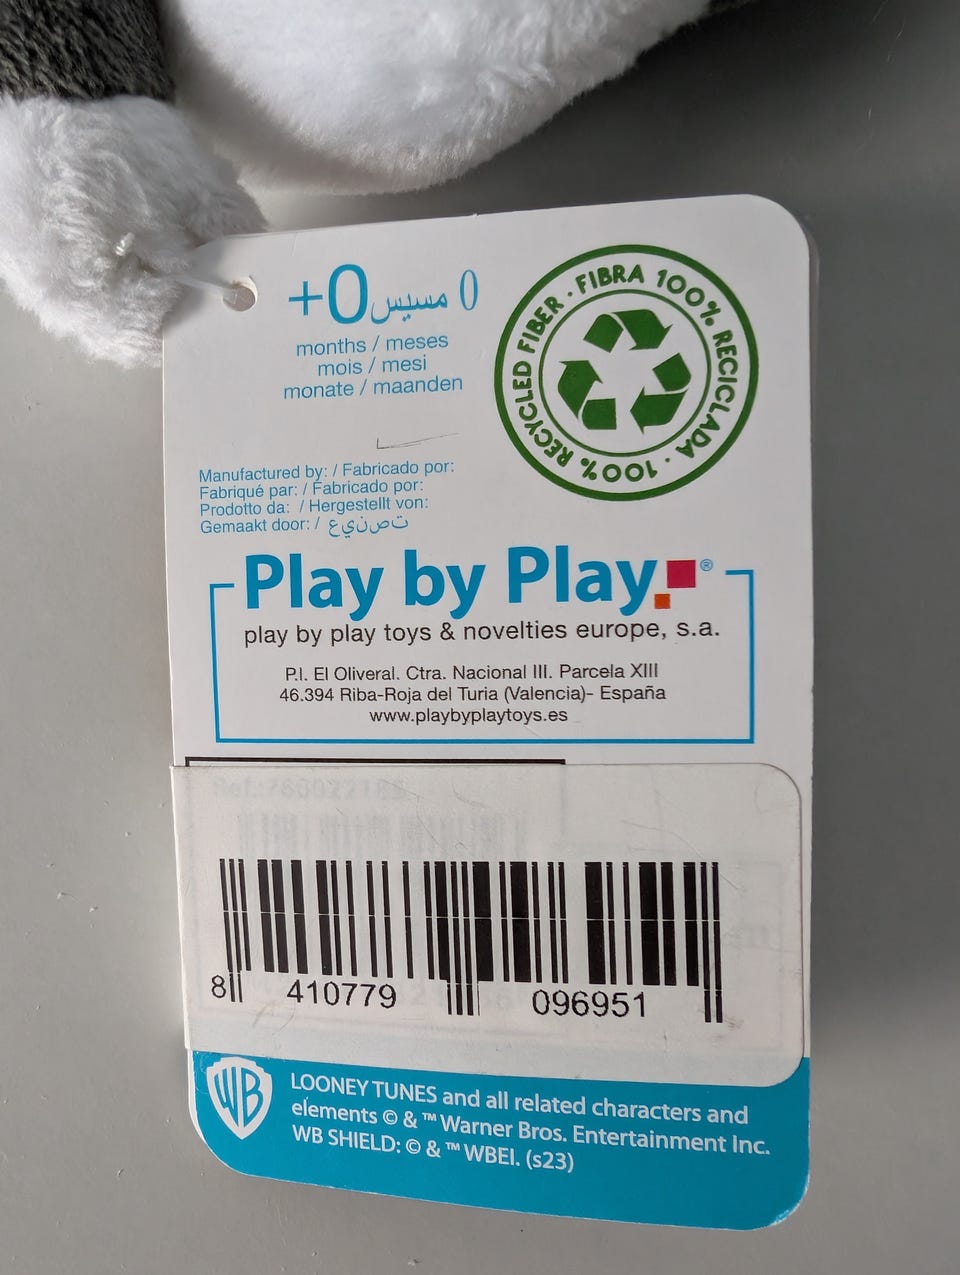 +0 مسيس 0
months / meses
mois / mesi
monate / maanden
100% RECYCLED FIBER · FIBRA 100% RECICLADA ·
Manufactured by: / Fabricado por:
Fabriqué par: / Fabricado por:
Prodotto da: / Hergestellt von:
Gemaakt door: / تصنيع
Play by Play®
play by play toys & novelties europe, s.a.
P.I. El Oliveral. Ctra. Nacional III. Parcela XIII
46.394 Riba-Roja del Turia (Valencia)- España
www.playbyplaytoys.es
8 410779 096951
WB
LOONEY TUNES and all related characters and
elements © & ™ Warner Bros. Entertainment Inc.
WB SHIELD: © & ™ WBEI. (s23)